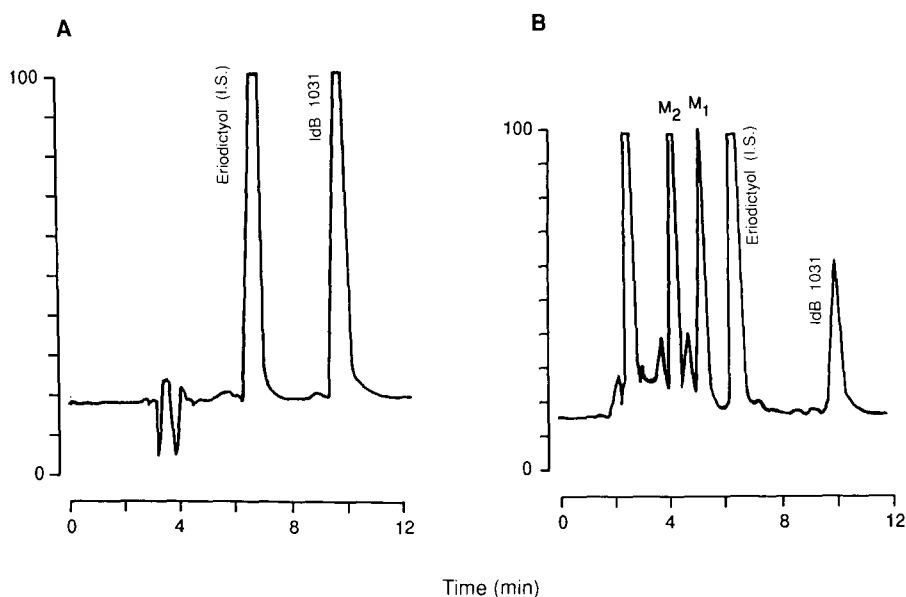 A
100
0
Eriodictyol (I.S.)
IdB 1031
0 4 8 12
B
100
0
M2 M1
Eriodictyol (I.S.)
IdB 1031
0 4 8 12
Time (min)